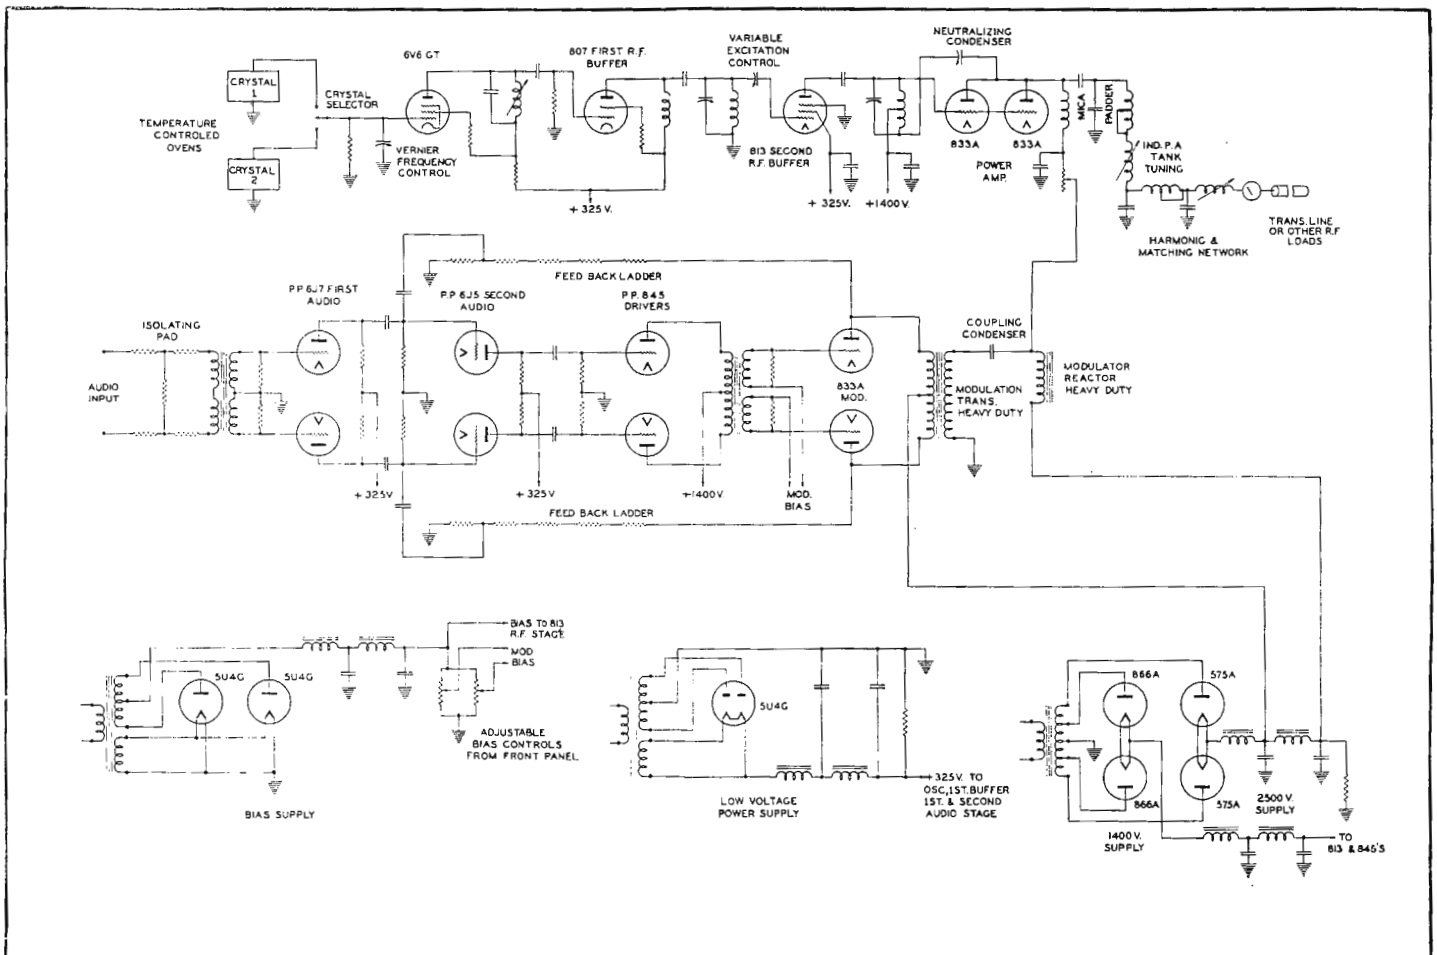 6V6 GT
807 FIRST R.F.
BUFFER
VARIABLE
EXCITATION
CONTROL
NEUTRALIZING
CONDENSER
CRYSTAL
1
CRYSTAL
SELECTOR
TEMPERATURE
CONTROLED
OVENS
CRYSTAL
2
VERNIER
FREQUENCY
CONTROL
+ 325 V.
813 SECOND
R.F. BUFFER
+ 325V.
+1400 V.
833A
833A
POWER
AMP.
MICA
PADDER
IND. P.A
TANK
TUNING
HARMONIC &
MATCHING NETWORK
TRANS. LINE
OR OTHER R.F
LOADS
FEED BACK LADDER
PP 6J7 FIRST
AUDIO
P.P 6J5 SECOND
AUDIO
P.P. 845
DRIVERS
ISOLATING
PAD
AUDIO
INPUT
833A
MOD.
COUPLING
CONDENSER
MODULATION
TRANS.
HEAVY DUTY
MODULATOR
REACTOR
HEAVY DUTY
+ 325V
+ 325V
+1400V
MOD.
BIAS
FEED BACK LADDER
BIAS TO 813
R.F. STAGE
MOD
BIAS
5U4G
5U4G
ADJUSTABLE
BIAS CONTROLS
FROM FRONT PANEL
BIAS SUPPLY
5U4G
LOW VOLTAGE
POWER SUPPLY
+325V. TO
OSC, 1ST. BUFFER
1ST. & SECOND
AUDIO STAGE
866A
575A
866A
575A
2500 V.
SUPPLY
1400 V.
SUPPLY
TO
813 & 845'S